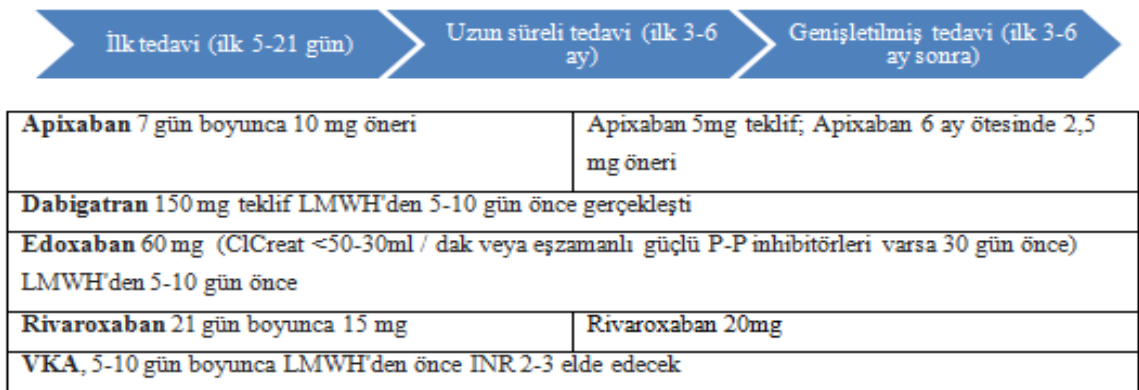 İlk tedavi (ilk 5-21 gün)
Uzun süreli tedavi (ilk 3-6
ay)
Genişletilmiş tedavi (ilk 3-6
ay sonra)
Apixaban 7 gün boyunca 10 mg öneri
Apixaban 5mg teklif; Apixaban 6 ay ötesinde 2,5
mg öneri
Dabigatran 150 mg teklif LMWH'den 5-10 gün önce gerçekleşti
Edoxaban 60 mg (ClCreat <50-30ml / dak veya eşzamanlı güçlü P-P inhibitörleri varsa 30 gün önce)
LMWH'den 5-10 gün önce
Rivaroxaban 21 gün boyunca 15 mg
Rivaroxaban 20mg
VKA, 5-10 gün boyunca LMWH'den önce INR 2-3 elde edecek